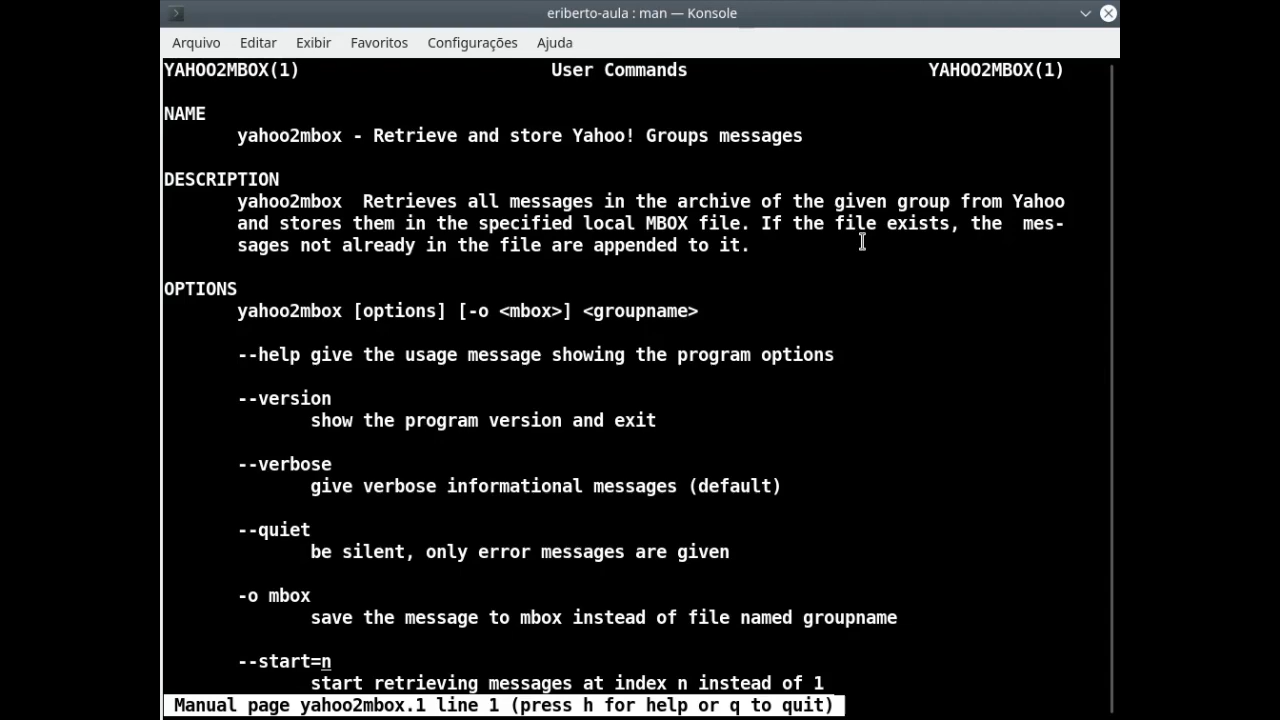 eriberto-aula : man — Konsole
Arquivo Editar Exibir Favoritos Configurações Ajuda
YAHOO2MBOX(1) User Commands YAHOO2MBOX(1)
NAME
yahoo2mbox - Retrieve and store Yahoo! Groups messages
DESCRIPTION
yahoo2mbox Retrieves all messages in the archive of the given group from Yahoo
and stores them in the specified local MBOX file. If the file exists, the mes-
sages not already in the file are appended to it.
OPTIONS
yahoo2mbox [options] [-o <mbox>] <groupname>
--help give the usage message showing the program options
--version
show the program version and exit
--verbose
give verbose informational messages (default)
--quiet
be silent, only error messages are given
-o mbox
save the message to mbox instead of file named groupname
--start=n
start retrieving messages at index n instead of 1
Manual page yahoo2mbox.1 line 1 (press h for help or q to quit)